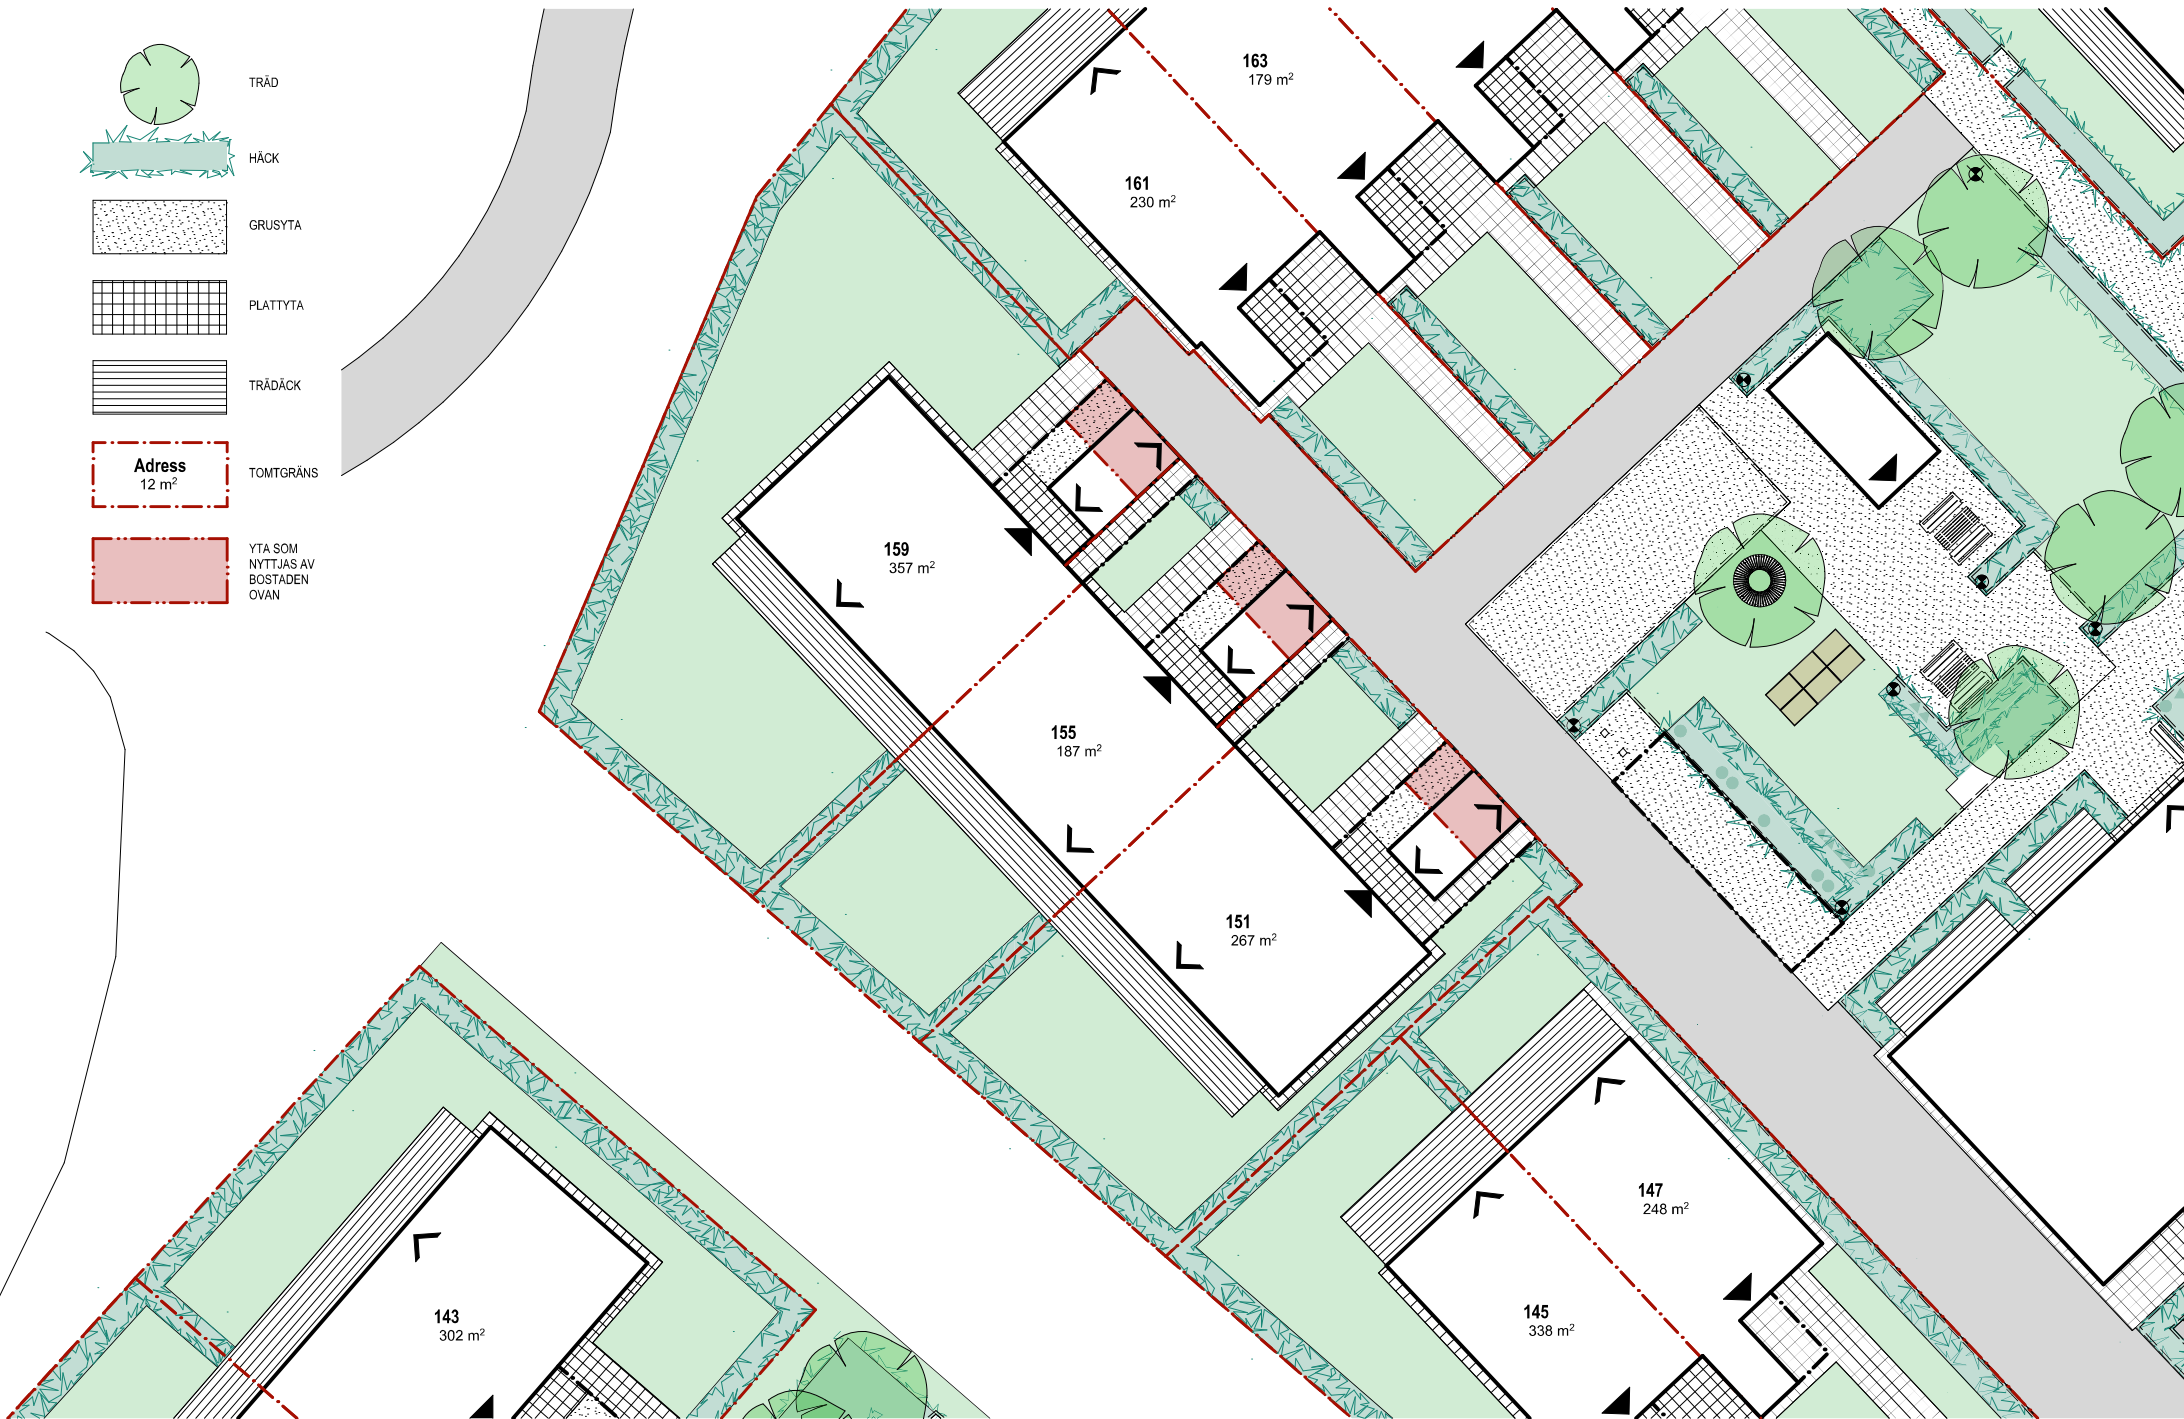 TRÄD
HÄCK
GRUSYTA
PLATTYTA
TRÄDÄCK
Adress
12 m²
TOMTGRÄNS
YTA SOM
NYTTJAS AV
BOSTADEN
OVAN
163
179 m²
161
230 m²
159
357 m²
155
187 m²
151
267 m²
147
248 m²
145
338 m²
143
302 m²